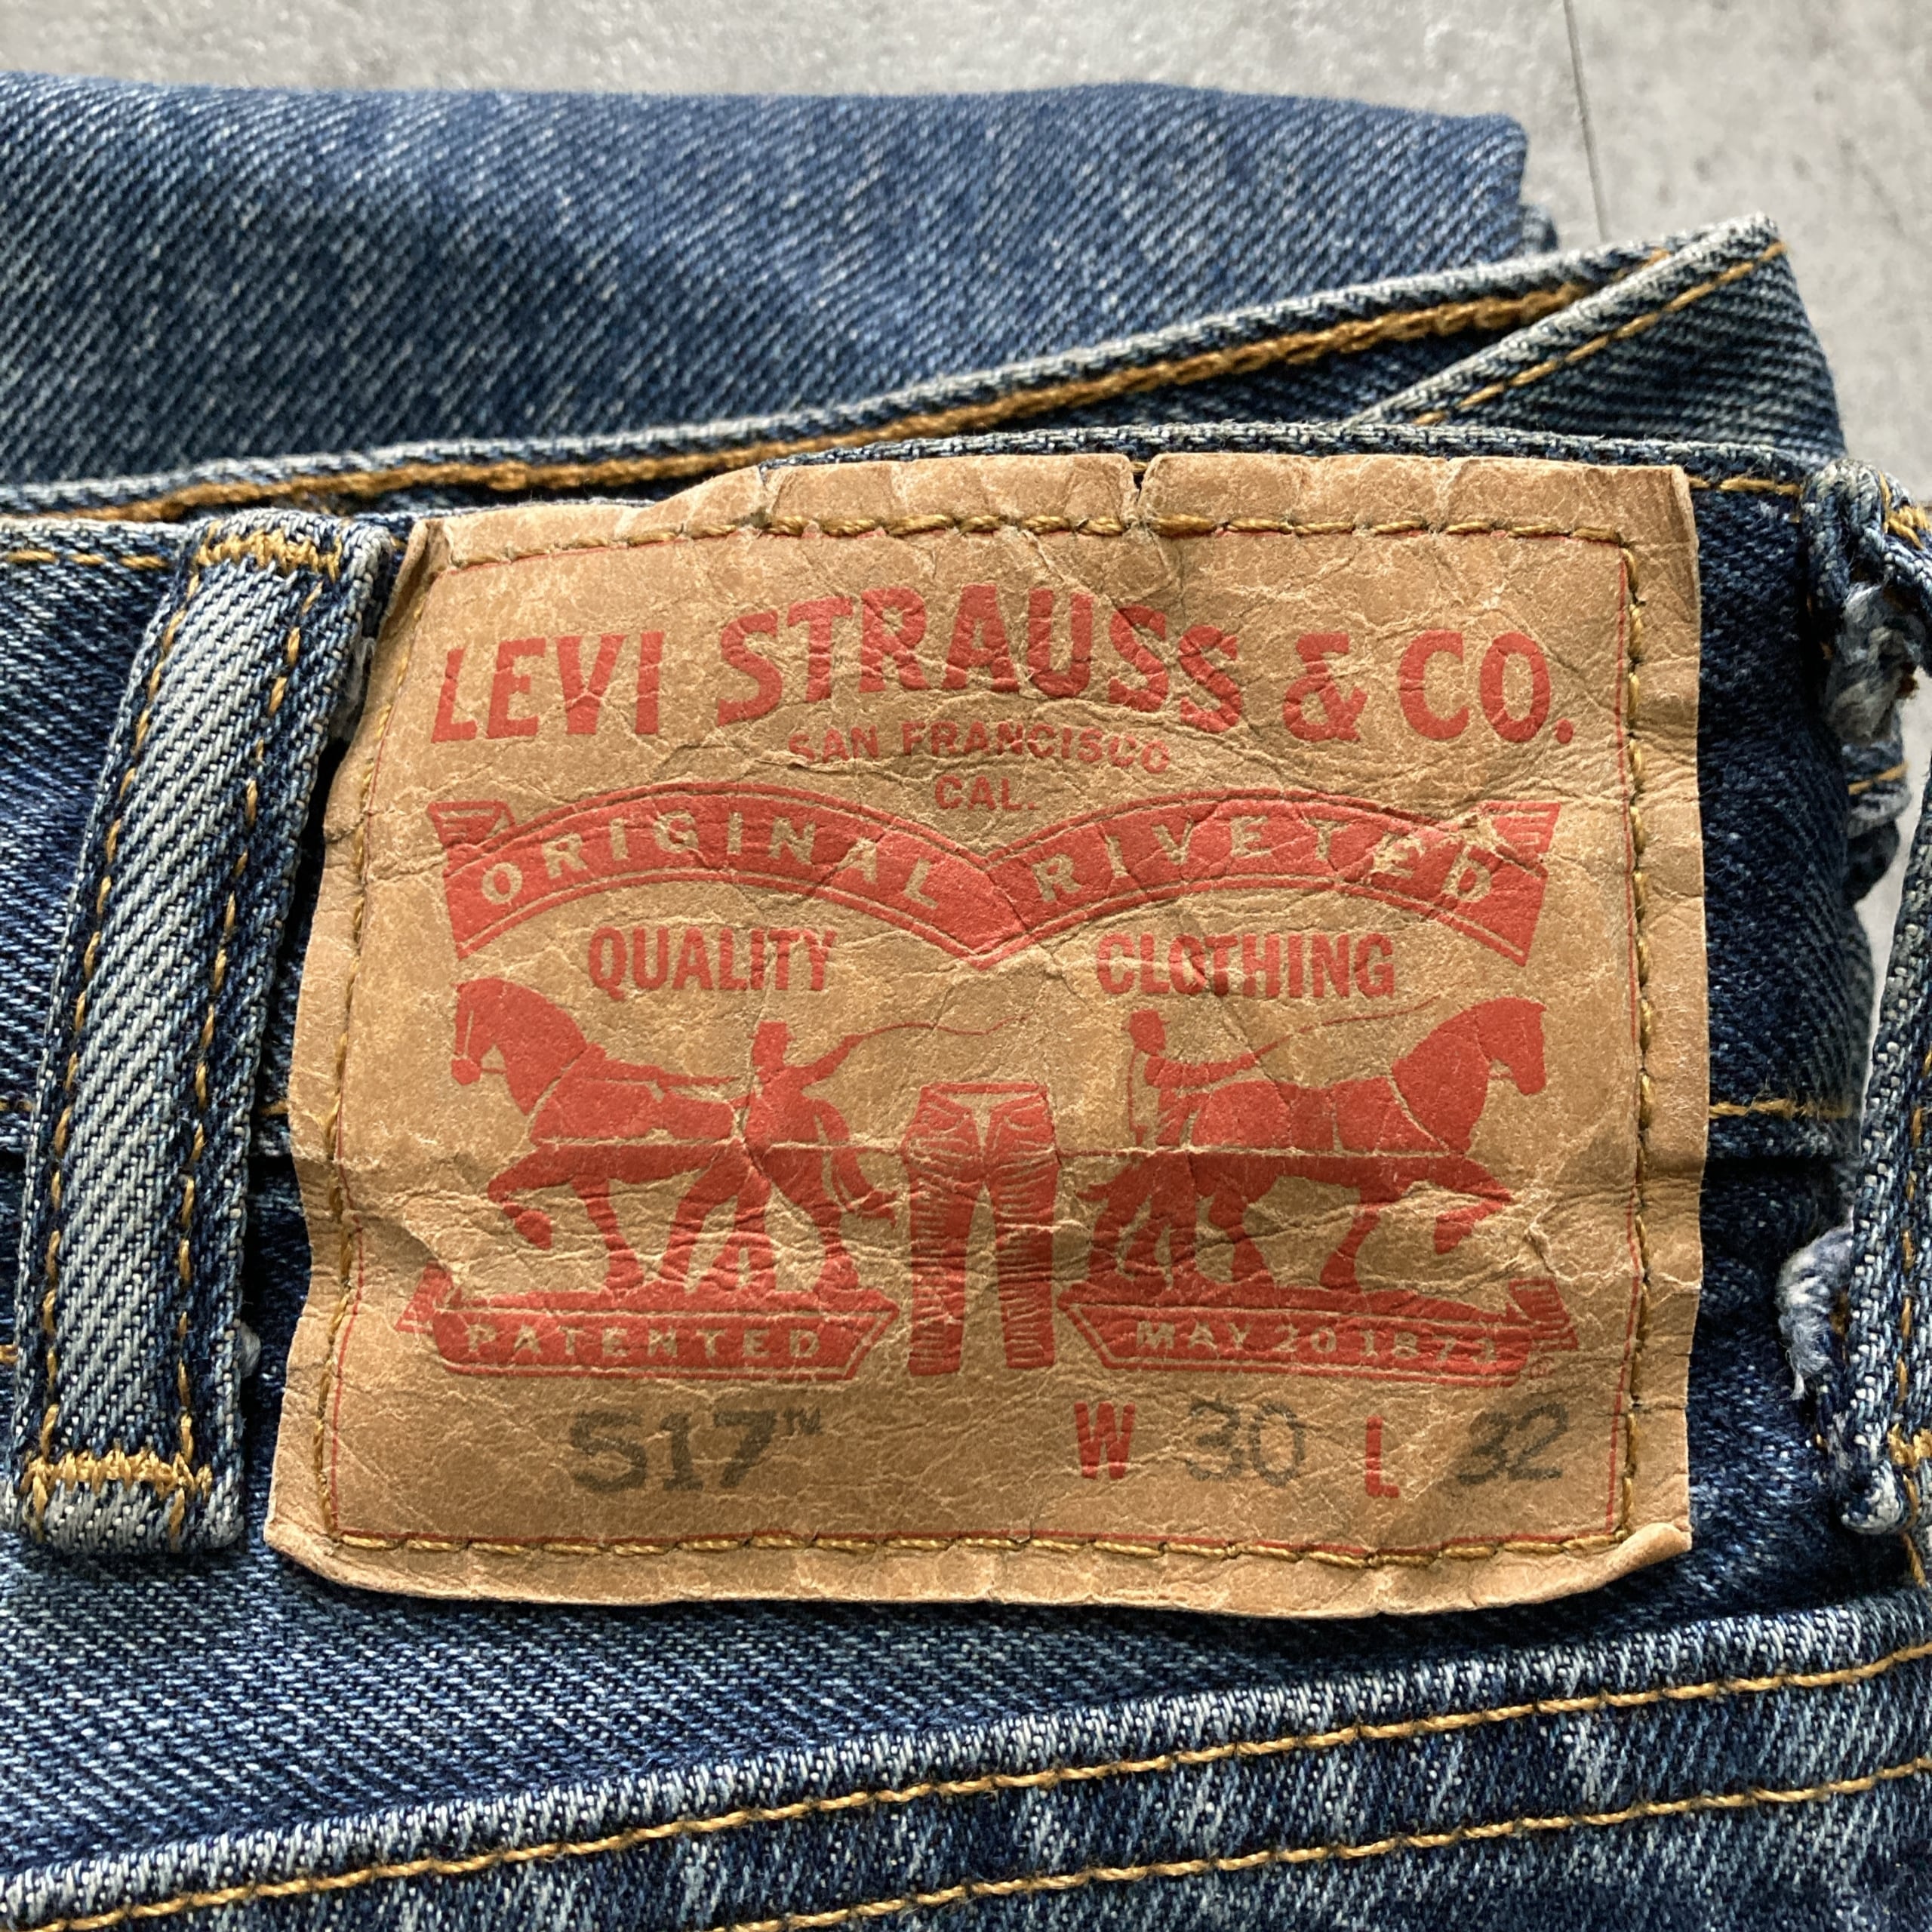 LEVI STRAUSS & CO.
SAN FRANCISCO
CAL.
ORIGINAL RIVETED
QUALITY CLOTHING
PATENTED MAY 20 1873
517™ W 30 L 32